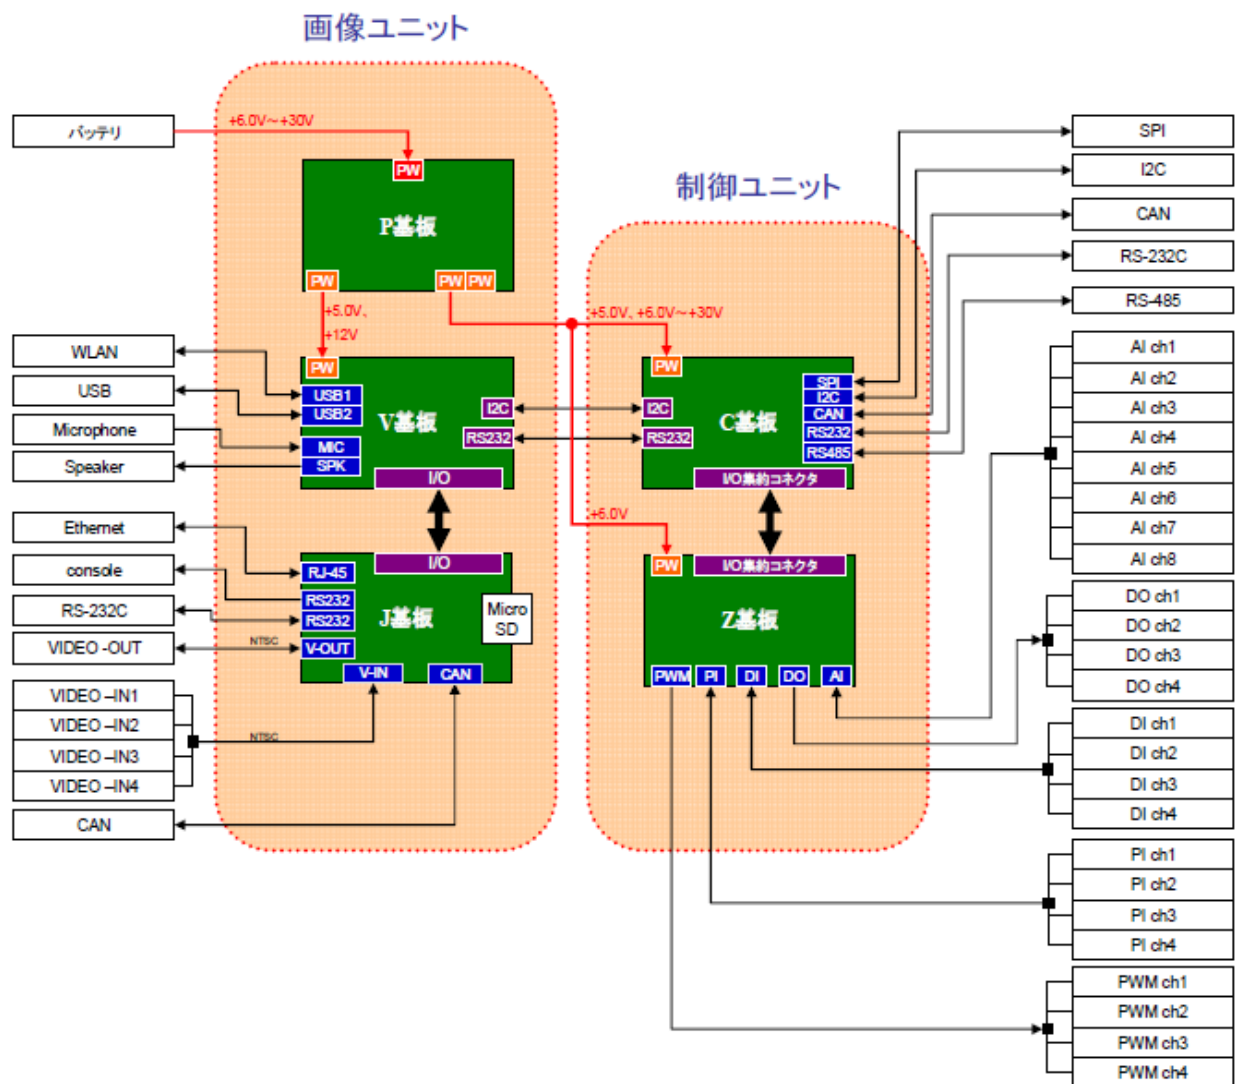 画像ユニット
バッテリ
+6.0V～+30V
PW
P基板
PW
PW PW
+5.0V、
+12V
制御ユニット
+5.0V、+6.0V～+30V
+6.0V
WLAN
USB
Microphone
Speaker
PW
USB1
USB2
MIC
SPK
V基板
I2C
RS232
I/O
Ethernet
console
RS-232C
VIDEO -OUT
NTSC
VIDEO –IN1
VIDEO –IN2
VIDEO –IN3
VIDEO –IN4
NTSC
CAN
I/O
RJ-45
RS232
RS232
V-OUT
J基板
Micro
SD
V-IN
CAN
PW
I2C
RS232
C基板
SPI
I2C
CAN
RS232
RS485
I/O集約コネクタ
PW
I/O集約コネクタ
Z基板
PWM
PI
DI
DO
AI
SPI
I2C
CAN
RS-232C
RS-485
AI ch1
AI ch2
AI ch3
AI ch4
AI ch5
AI ch6
AI ch7
AI ch8
DO ch1
DO ch2
DO ch3
DO ch4
DI ch1
DI ch2
DI ch3
DI ch4
PI ch1
PI ch2
PI ch3
PI ch4
PWM ch1
PWM ch2
PWM ch3
PWM ch4